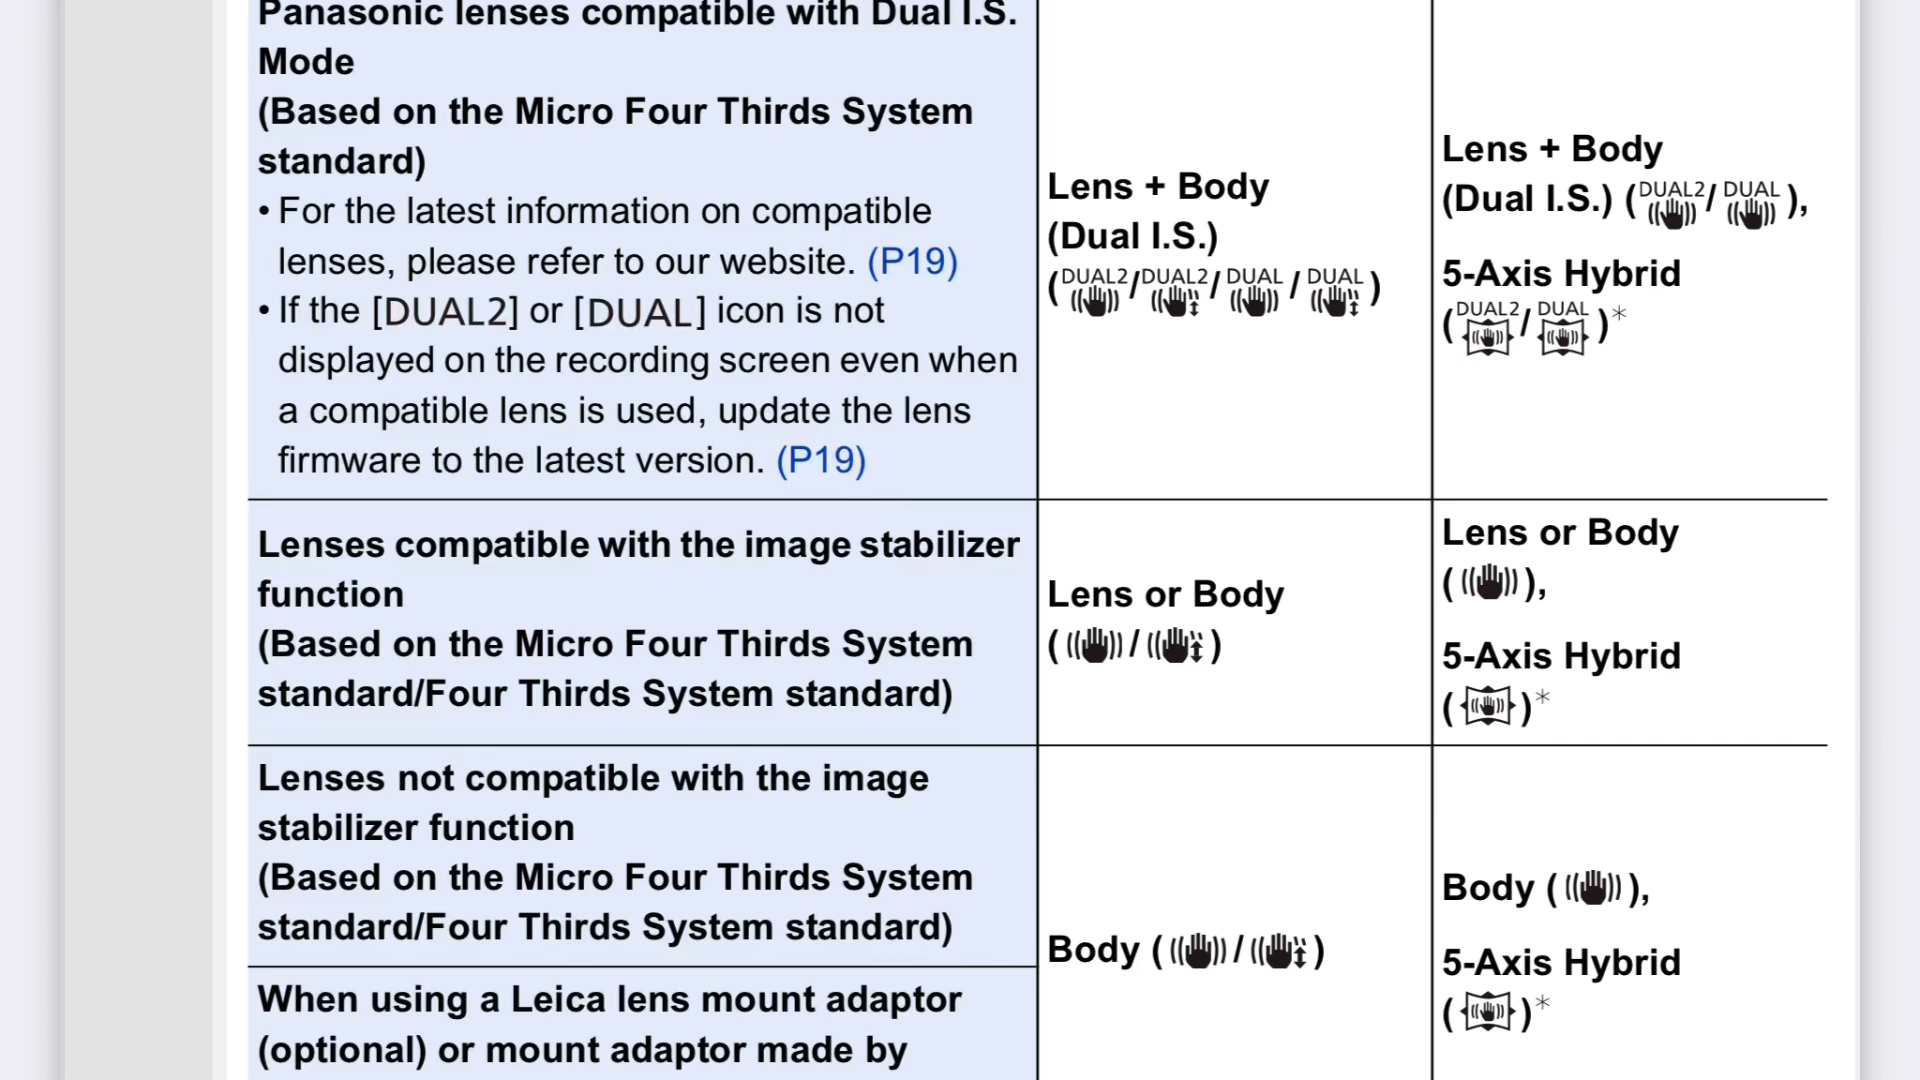 Panasonic lenses compatible with Dual I.S.
Mode
(Based on the Micro Four Thirds System
standard)
• For the latest information on compatible
lenses, please refer to our website. (P19)
• If the [DUAL2] or [DUAL] icon is not
displayed on the recording screen even when
a compatible lens is used, update the lens
firmware to the latest version. (P19)
Lens + Body
(Dual I.S.)
(DUAL2/DUAL2/DUAL/DUAL)
Lens + Body
(Dual I.S.) (DUAL2/DUAL),
5-Axis Hybrid
(DUAL2/DUAL)*
Lenses compatible with the image stabilizer
function
(Based on the Micro Four Thirds System
standard/Four Thirds System standard)
Lens or Body
( / )
Lens or Body
( ),
5-Axis Hybrid
( )*
Lenses not compatible with the image
stabilizer function
(Based on the Micro Four Thirds System
standard/Four Thirds System standard)
When using a Leica lens mount adaptor
(optional) or mount adaptor made by
Body ( / )
Body ( ),
5-Axis Hybrid
( )*